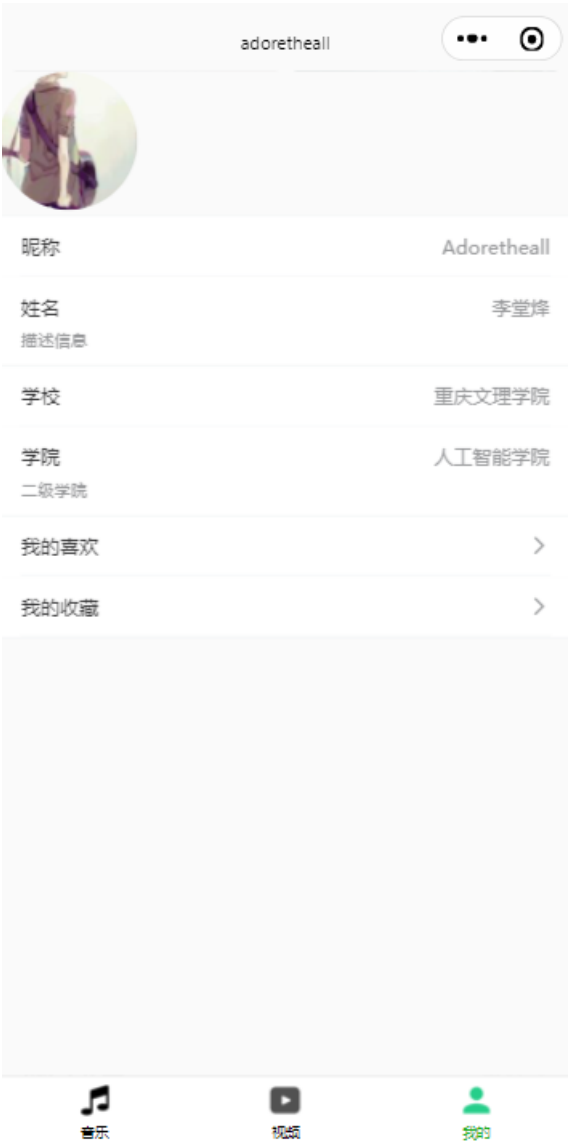 adoretheall
昵称 Adoretheall
姓名 李堂烽
描述信息
学校 重庆文理学院
学院 人工智能学院
二级学院
我的喜欢
我的收藏
音乐 视频 我的